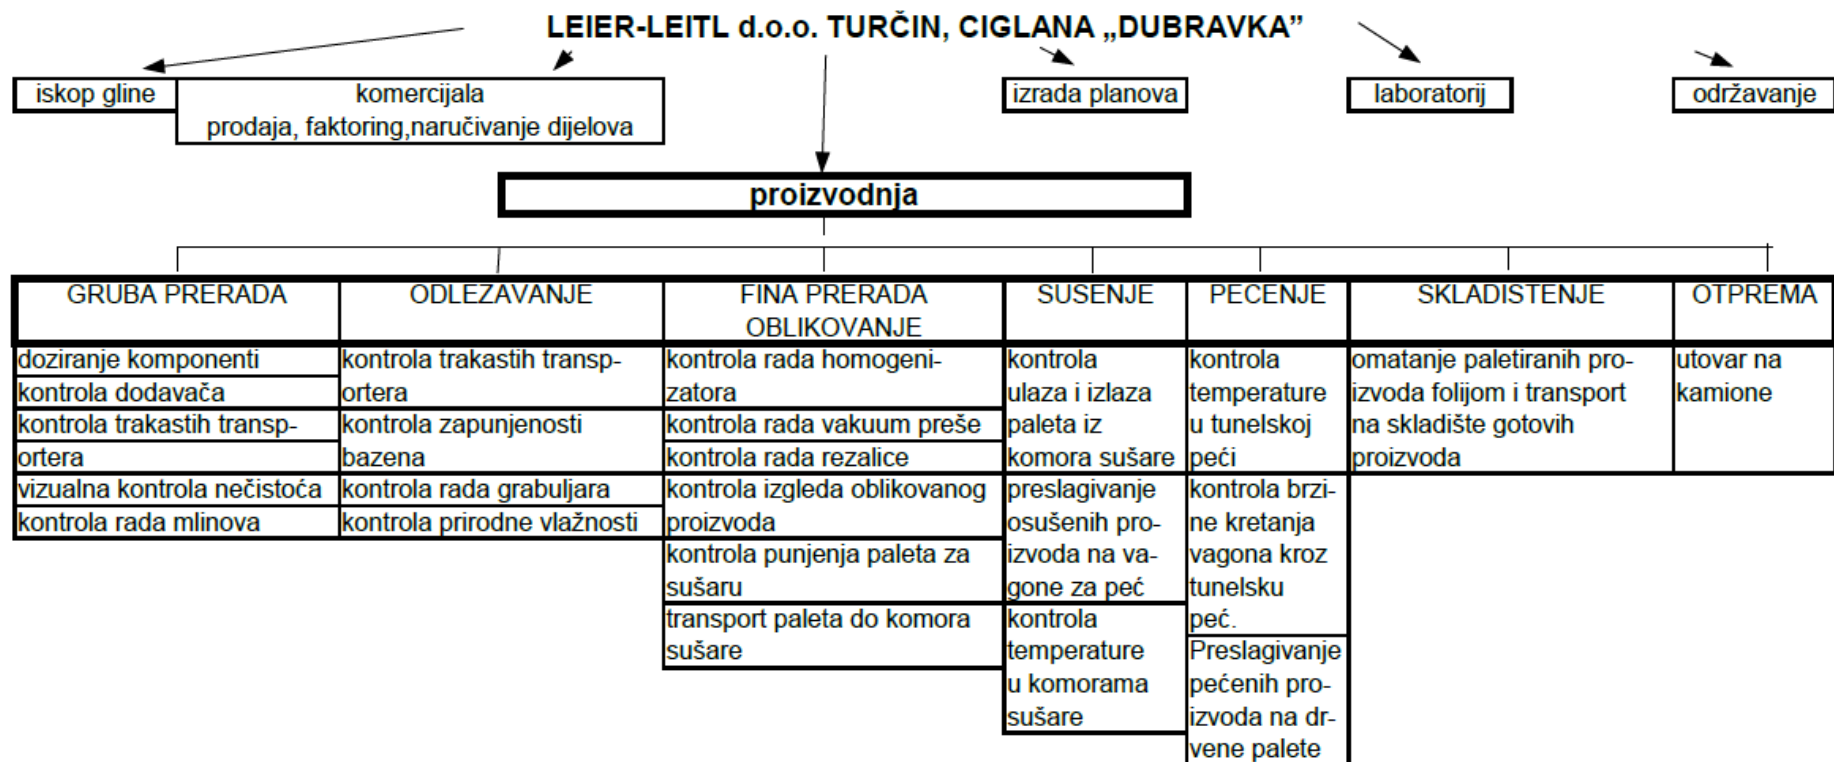 LEIER-LEITL d.o.o. TURČIN, CIGLANA „DUBRAVKA”
iskop gline
komercijala
prodaja, faktoring,naručivanje dijelova
izrada planova
laboratorij
održavanje
proizvodnja
GRUBA PRERADA
doziranje komponenti
kontrola dodavača
kontrola trakastih transp-
ortera
vizualna kontrola nečistoća
kontrola rada mlinova
ODLEZAVANJE
kontrola trakastih transp-
ortera
kontrola zapunjenosti
bazena
kontrola rada grabuljara
kontrola prirodne vlažnosti
FINA PRERADA
OBLIKOVANJE
kontrola rada homogeni-
zatora
kontrola rada vakuum preše
kontrola rada rezalice
kontrola izgleda oblikovanog
proizvoda
kontrola punjenja paleta za
sušaru
transport paleta do komora
sušare
SUSENJE
kontrola
ulaza i izlaza
paleta iz
komora sušare
preslagivanje
osušenih pro-
izvoda na va-
gone za peć
kontrola
temperature
u komorama
sušare
PECENJE
kontrola
temperature
u tunelskoj
peći
kontrola brzi-
ne kretanja
vagona kroz
tunelsku
peć.
Preslagivanje
pećenih pro-
izvoda na dr-
vene palete
SKLADISTENJE
omatanje paletiranih pro-
izvoda folijom i transport
na skladište gotovih
proizvoda
OTPREMA
utovar na
kamione